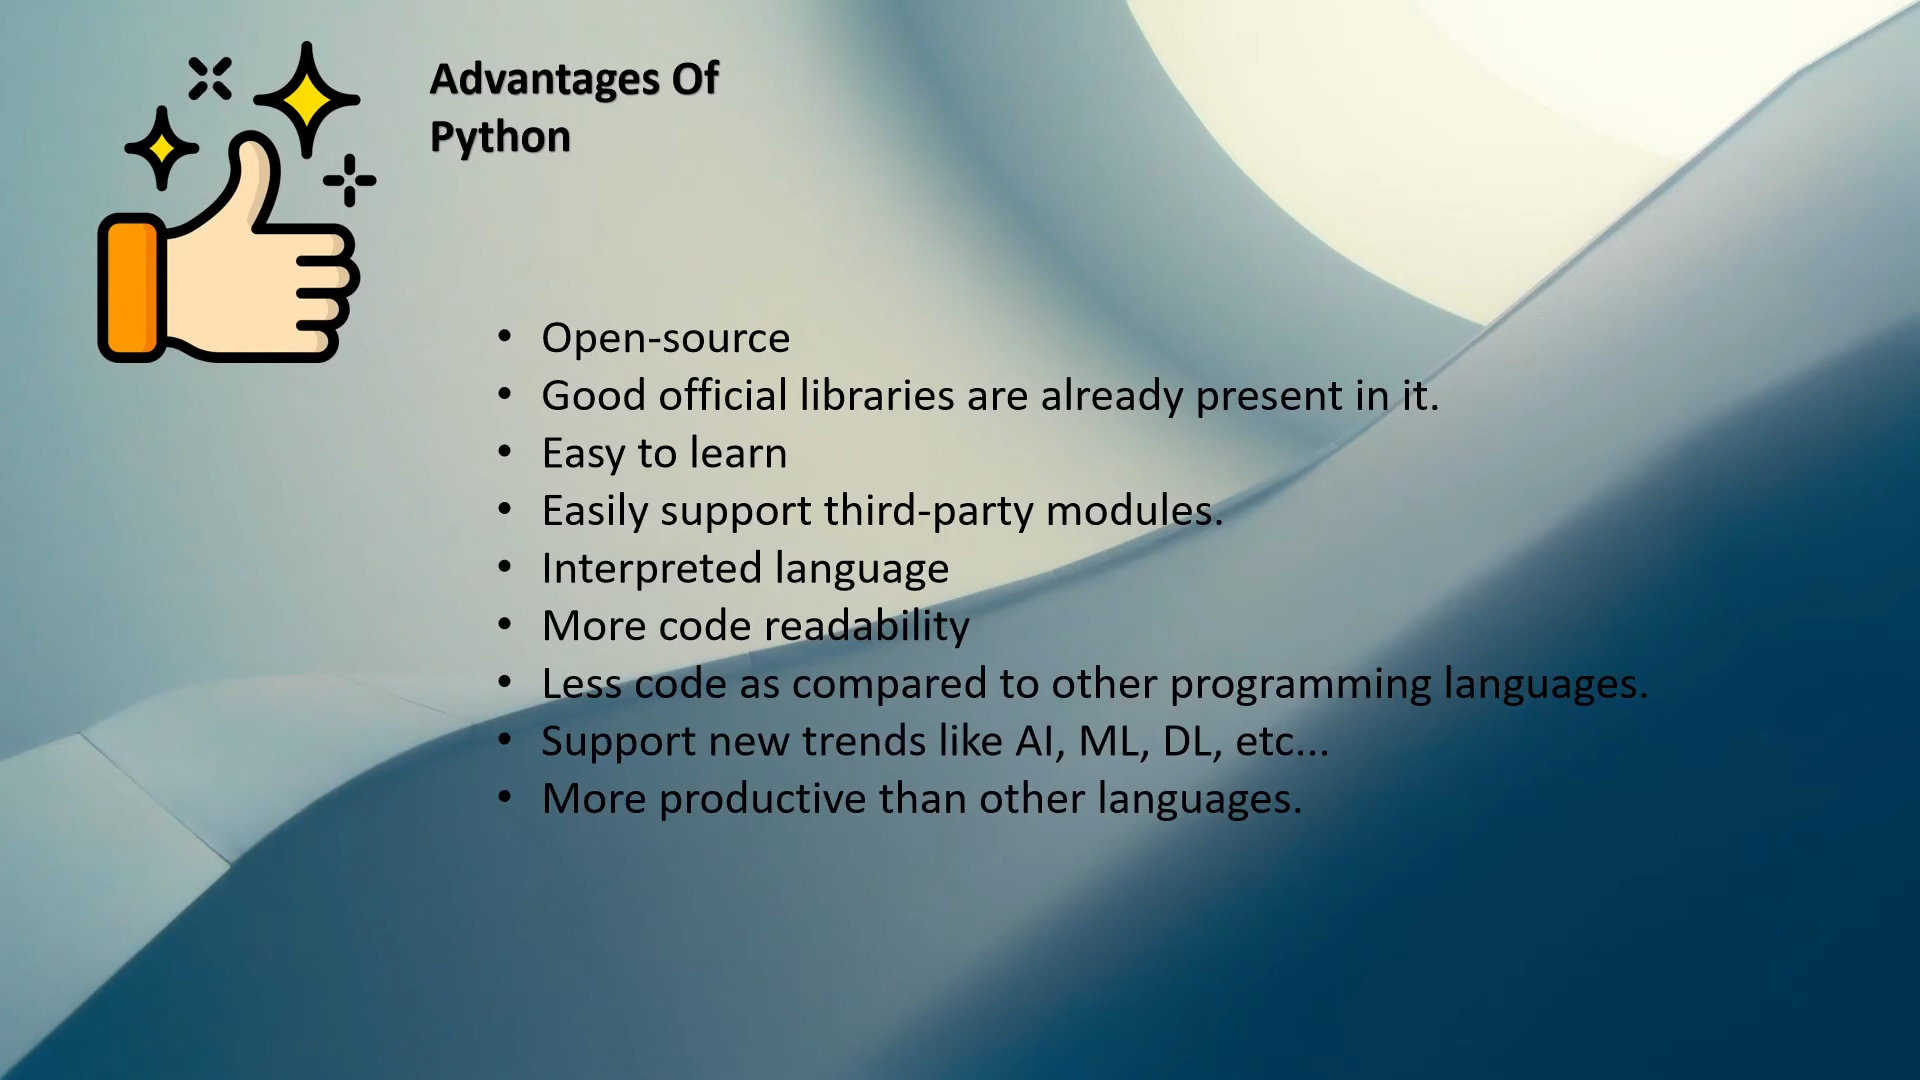 Advantages Of
Python
• Open-source
• Good official libraries are already present in it.
• Easy to learn
• Easily support third-party modules.
• Interpreted language
• More code readability
• Less code as compared to other programming languages.
• Support new trends like AI, ML, DL, etc...
• More productive than other languages.